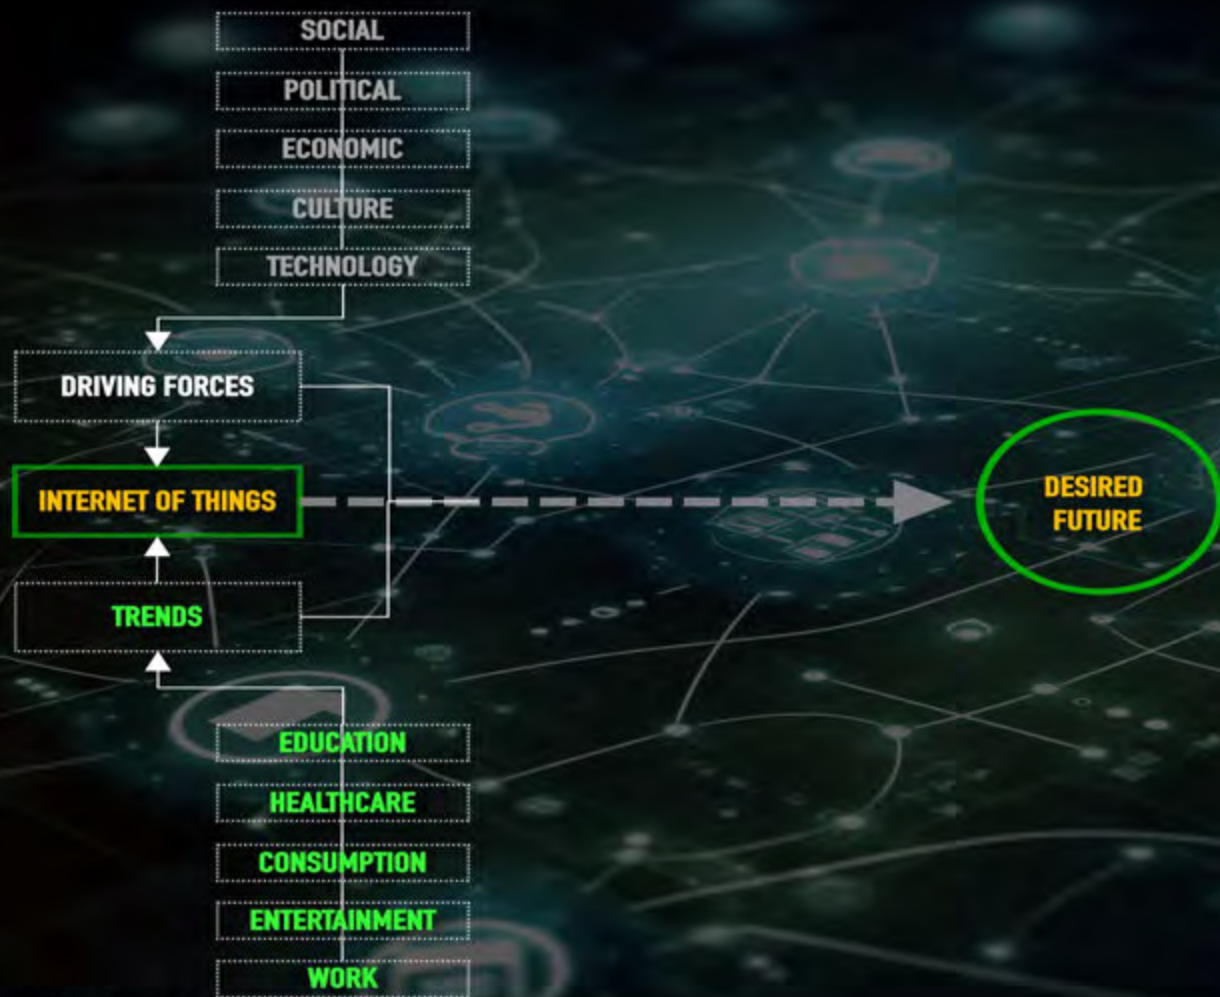 SOCIAL
POLITICAL
ECONOMIC
CULTURE
TECHNOLOGY
DRIVING FORCES
INTERNET OF THINGS
DESIRED
FUTURE
TRENDS
EDUCATION
HEALTHCARE
CONSUMPTION
ENTERTAINMENT
WORK